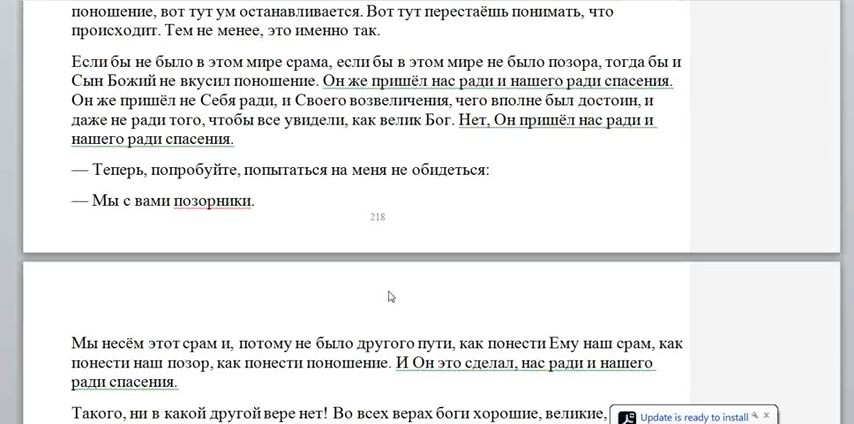 поношение, вот тут ум останавливается. Вот тут перестаёшь понимать, что
происходит. Тем не менее, это именно так.
Если бы не было в этом мире срама, если бы в этом мире не было позора, тогда бы и
Сын Божий не вкусил поношение. Он же пришёл нас ради и нашего ради спасения.
Он же пришёл не Себя ради, и Своего возвеличения, чего вполне был достоин, и
даже не ради того, чтобы все увидели, как велик Бог. Нет, Он пришёл нас ради и
нашего ради спасения.
— Теперь, попробуйте, попытаться на меня не обидеться:
— Мы с вами позорники.
218
Мы несём этот срам и, потому не было другого пути, как понести Ему наш срам, как
понести наш позор, как понести поношение. И Он это сделал, нас ради и нашего
ради спасения.
Такого, ни в какой другой вере нет! Во всех верах боги хорошие, великие,
Update is ready to install